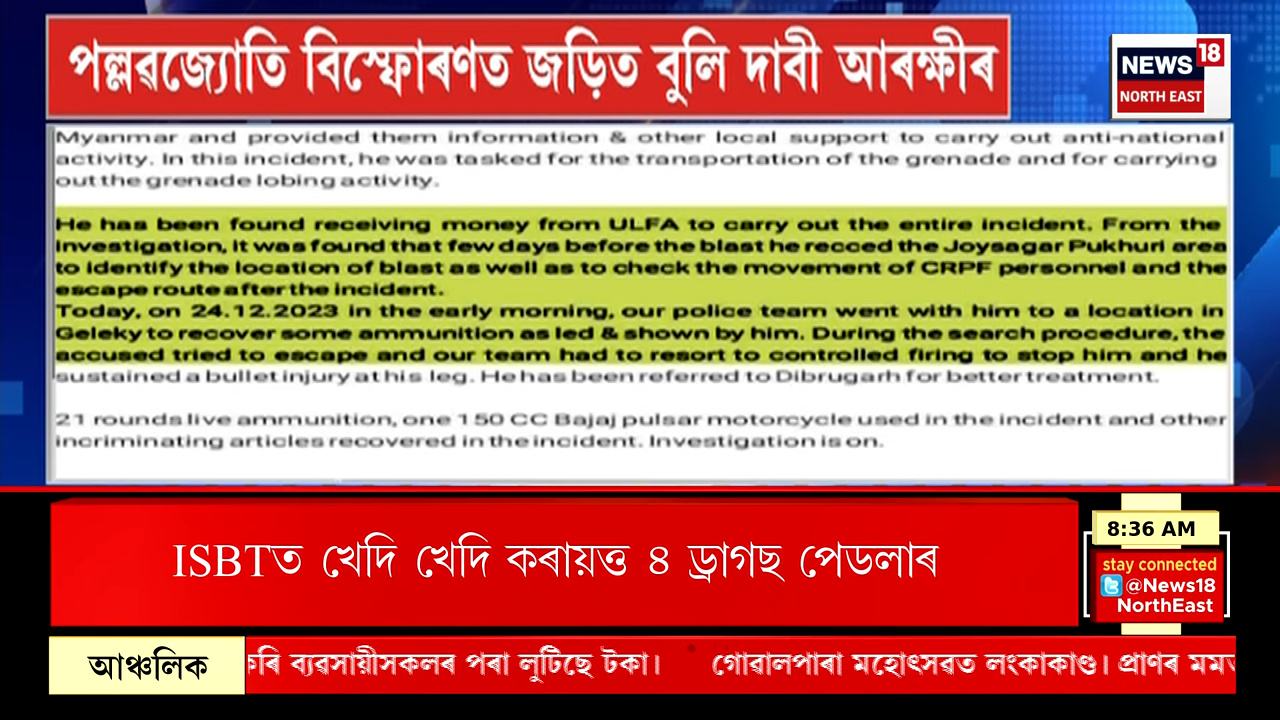 পল্লৱজ্যোতি বিস্ফোৰণত জড়িত বুলি দাবী আৰক্ষীৰ
NEWS 18
NORTH EAST
Myanmar and provided them information & other local support to carry out anti-national
activity. In this incident, he was tasked for the transportation of the grenade and for carrying
out the grenade lobing activity.
He has been found receiving money from ULFA to carry out the entire incident. From the
investigation, it was found that few days before the blast he recced the Joysagar Pukhuri area
to identify the location of blast as well as to check the movement of CRPF personnel and the
escape route after the incident.
Today, on 24.12.2023 in the early morning, our police team went with him to a location in
Geleky to recover some ammunition as led & shown by him. During the search procedure, the
accused tried to escape and our team had to resort to controlled firing to stop him and he
sustained a bullet injury at his leg. He has been referred to Dibrugarh for better treatment.
21 rounds live ammunition, one 150 CC Bajaj pulsar motorcycle used in the incident and other
incriminating articles recovered in the incident. Investigation is on.
ISBTত খেদি খেদি কৰায়ত্ত ৪ ড্ৰাগছ পেডলাৰ
8:36 AM
stay connected
@News18
NorthEast
আঞ্চলিক
ব্যৱসায়ীসকলৰ পৰা লুটিছে টকা। গোৱালপাৰা মহোৎসৱত লংকাকাণ্ড। প্ৰাণৰ